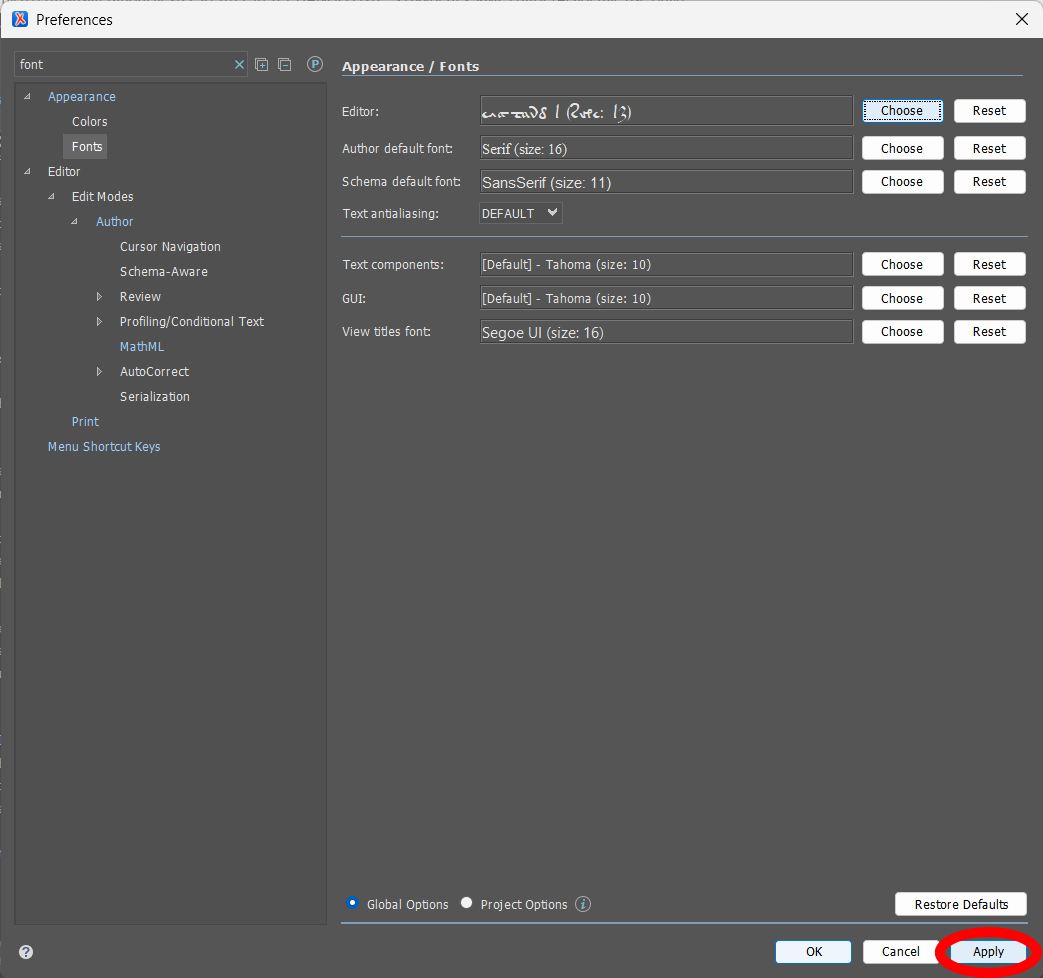 Preferences
font
Appearance
Colors
Fonts
Editor
Edit Modes
Author
Cursor Navigation
Schema-Aware
Review
Profiling/Conditional Text
MathML
AutoCorrect
Serialization
Print
Menu Shortcut Keys
Appearance / Fonts
Editor: Choose Reset
Author default font: Serif (size: 16) Choose Reset
Schema default font: SansSerif (size: 11) Choose Reset
Text antialiasing: DEFAULT
Text components: [Default] - Tahoma (size: 10) Choose Reset
GUI: [Default] - Tahoma (size: 10) Choose Reset
View titles font: Segoe UI (size: 16) Choose Reset
Global Options Project Options
Restore Defaults
OK Cancel Apply